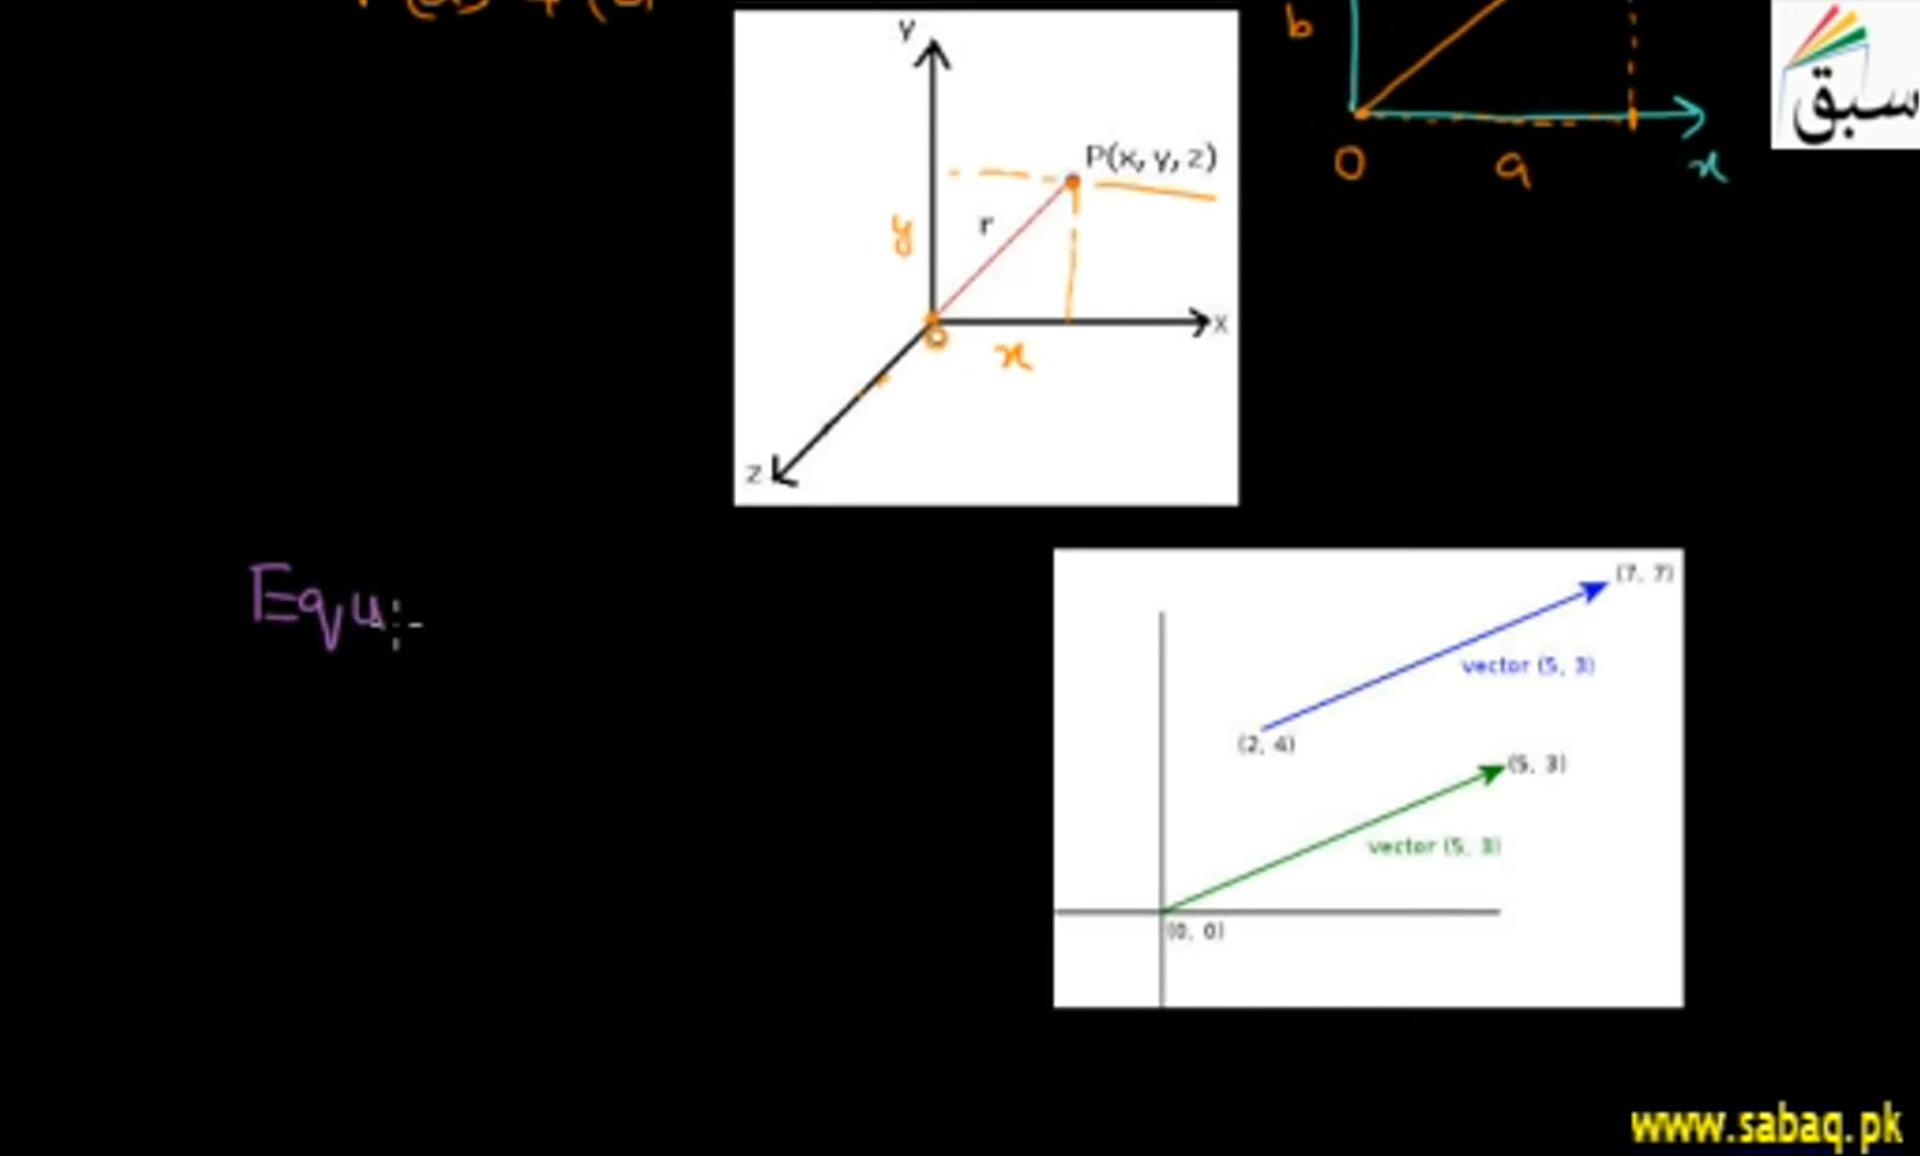 b
سبق
O
a
x
Y
P(x, y, z)
r
y
O
x
X
Z
Equ
(7, 7)
vector (5, 3)
(2, 4)
(5, 3)
vector (5, 3)
(0, 0)
www.sabaq.pk